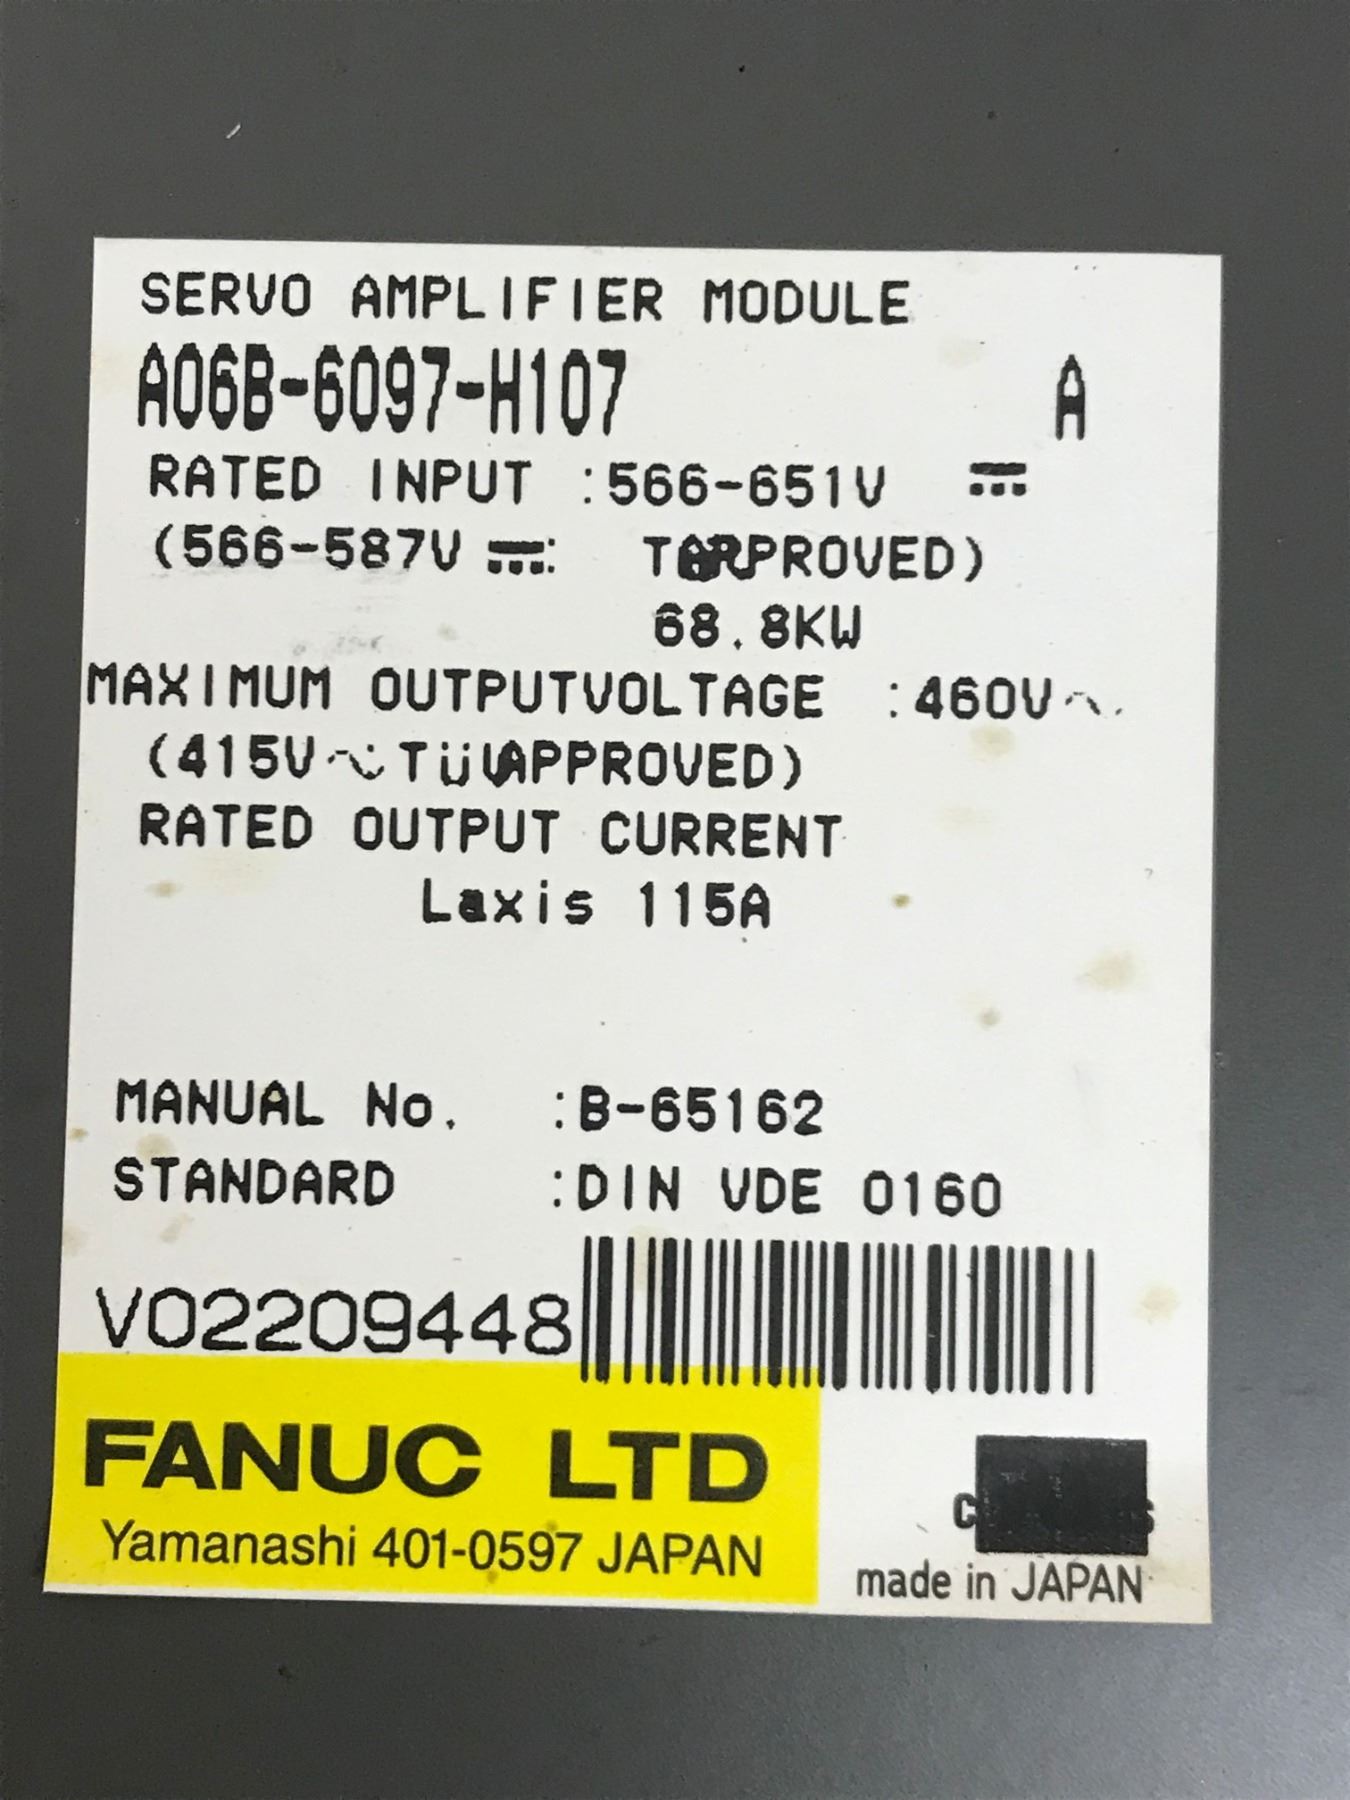 SERVO AMPLIFIER MODULE
A06B-6097-H107 A
RATED INPUT :566-651V ⎓
(566-587V ⎓: PROVED)
68.8KW
MAXIMUM OUTPUTVOLTAGE :460V~.
(415V~: TüVAPPROVED)
RATED OUTPUT CURRENT
Laxis 115A
MANUAL No. :B-65162
STANDARD :DIN VDE 0160
V02209448
FANUC LTD
Yamanashi 401-0597 JAPAN
made in JAPAN